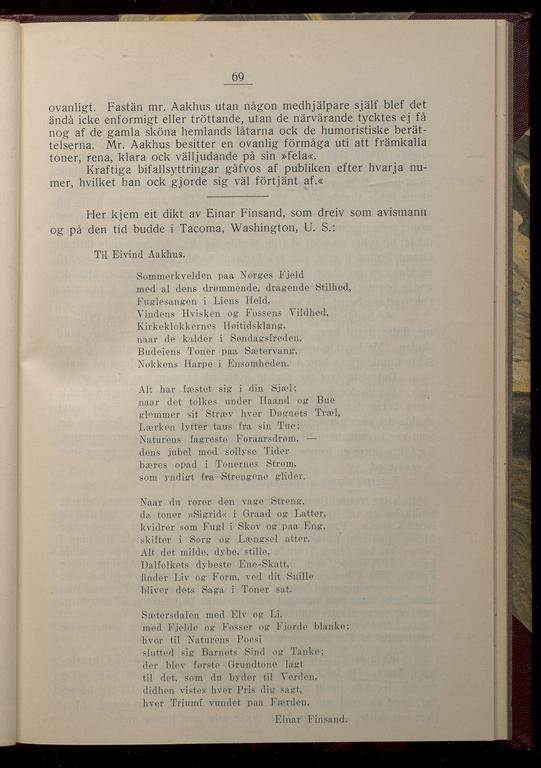 69
ovanligt. Fastän mr. Aakhus utan någon medhjälpare själf blef det
ändå icke enformigt eller tröttande, utan de närvärande tycktes ej få
nog af de gamla sköna hemlands låtarna ock de humoristiske berät-
telserna. Mr. Aakhus besitter en ovanlig förmåga uti att främkalla
toner, rena, klara ock välljudande på sin »fela«.
Kraftiga bifallsyttringar gåfvos af publiken efter hvarja nu-
mer, hvilket han ock gjorde sig väl förtjänt af.«
Her kjem eit dikt av Einar Finsand, som dreiv som avismann
og på den tid budde i Tacoma, Washington, U. S.:
Til Eivind Aakhus.
Sommerkvelden paa Norges Fjeld
med al dens drømmende, dragende Stilhed,
Fuglesangen i Liens Held,
Vindens Hvisken og Fossens Vildhed,
Kirkeklokkernes Høitidsklang,
naar de kalder i Søndagsfreden,
Budeiens Toner paa Sætervang,
Nøkkens Harpe i Ensomheden.
Alt har fæstet sig i din Sjæl;
naar det tolkes under Haand og Bue
glemmer sit Stræv hver Døgnets Træl,
Lærken lytter taus fra sin Tue;
Naturens fagreste Foraarsdrøm, —
dens jubel mod sollyse Tider
bæres opad i Tonernes Strøm,
som yndigt fra Strengene glider.
Naar du rører den vage Streng,
da toner »Sigrid« i Graad og Latter,
kvidrer som Fugl i Skov og paa Eng,
skifter i Sorg og Længsel atter.
Alt det milde, dybe, stille,
Dalfolkets dybeste Ene-Skatt,
finder Liv og Form, ved dit Snille
bliver dets Saga i Toner sat.
Sætersdalen med Elv og Li,
med Fjelde og Fosser og Fjorde blanke;
hvor til Naturens Poesi
slutted sig Barnets Sind og Tanke;
der blev første Grundtone lagt
til det, som du byder til Verden,
didhen vistes hver Pris dig sagt,
hver Triumf vundet paa Færden.
Einar Finsand.